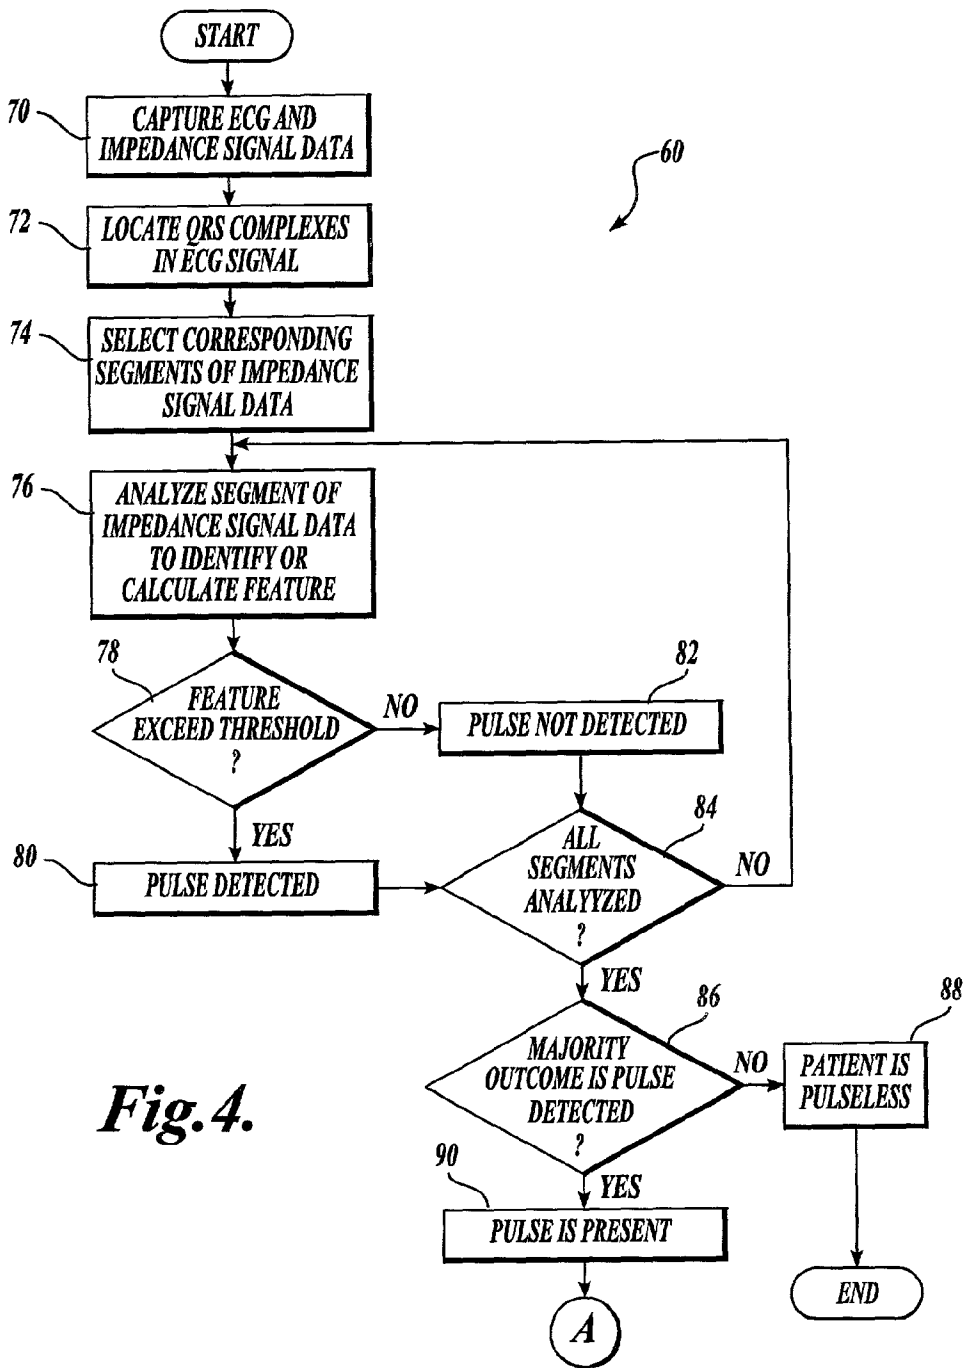 START
70
CAPTURE ECG AND
IMPEDANCE SIGNAL DATA
60
72
LOCATE QRS COMPLEXES
IN ECG SIGNAL
74
SELECT CORRESPONDING
SEGMENTS OF IMPEDANCE
SIGNAL DATA
76
ANALYZE SEGMENT OF
IMPEDANCE SIGNAL DATA
TO IDENTIFY OR
CALCULATE FEATURE
78
FEATURE
EXCEED THRESHOLD
?
NO
82
PULSE NOT DETECTED
YES
80
PULSE DETECTED
84
ALL
SEGMENTS
ANALYYZED
?
NO
YES
86
MAJORITY
OUTCOME IS PULSE
DETECTED
?
NO
88
PATIENT IS
PULSELESS
YES
90
PULSE IS PRESENT
END
A
Fig.4.